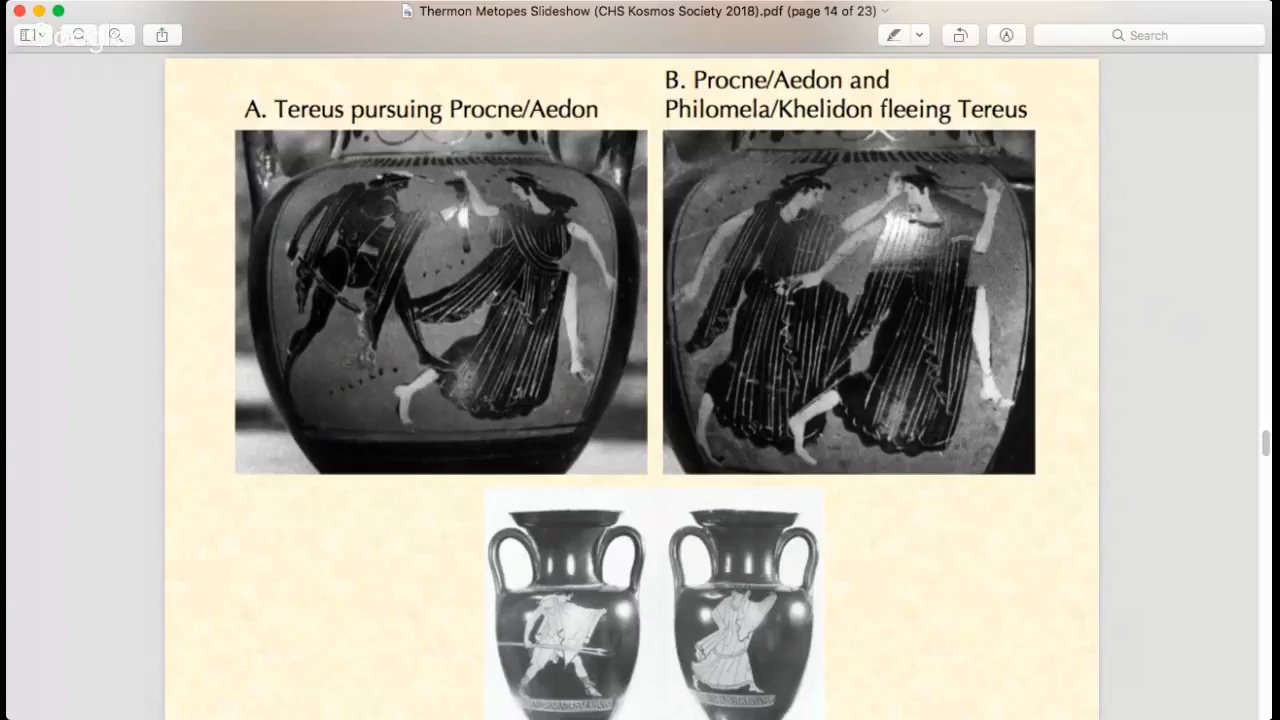 Thermon Metopes Slideshow (CHS Kosmos Society 2018).pdf (page 14 of 23)
Google
Search
A. Tereus pursuing Procne/Aedon
B. Procne/Aedon and
Philomela/Khelidon fleeing Tereus